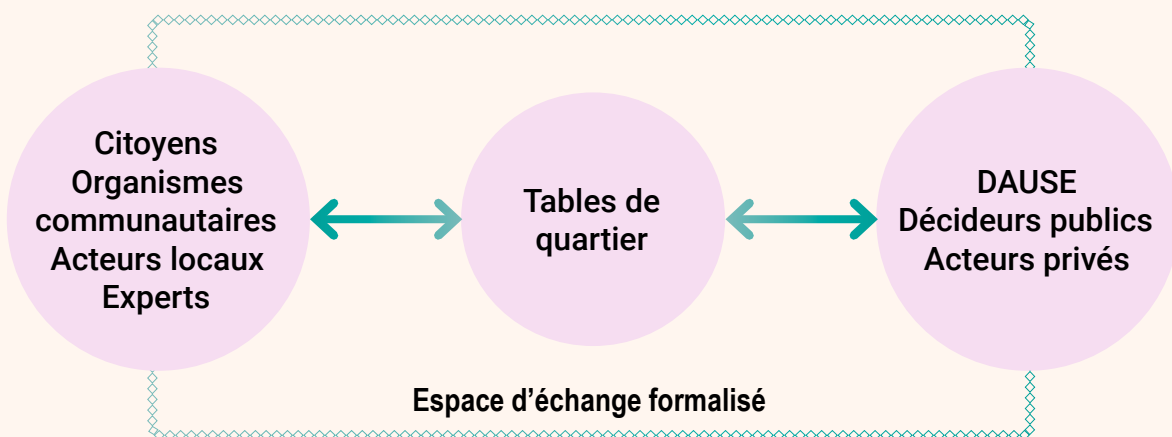 Citoyens
Organismes
communautaires
Acteurs locaux
Experts
Tables de
quartier
DAUSE
Décideurs publics
Acteurs privés
Espace d’échange formalisé